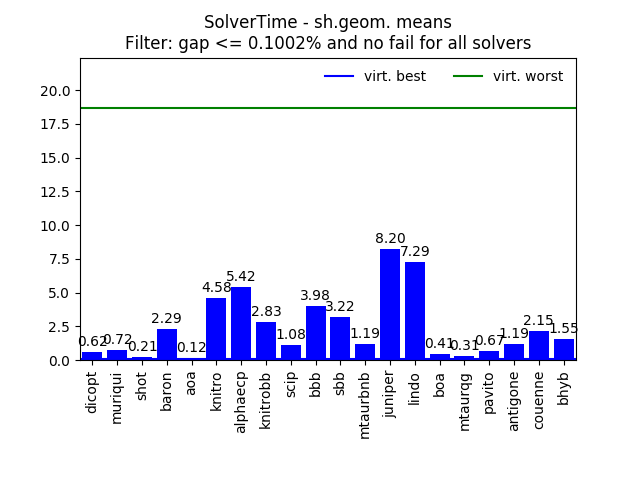 SolverTime - sh.geom. means
Filter: gap <= 0.1002% and no fail for all solvers
virt. best virt. worst
20.0
17.5
15.0
12.5
10.0
7.5
5.0
2.5
0.0
0.62 0.72 0.21 2.29 0.12 4.58 5.42 2.83 1.08 3.98 3.22 1.19 8.20 7.29 0.41 0.31 0.67 1.19 2.15 1.55
dicopt
muriqui
shot
baron
aoa
knitro
alphaecp
knitrobb
scip
bbb
sbb
mtaurbnb
juniper
lindo
boa
mtaurqg
pavito
antigone
couenne
bhyb